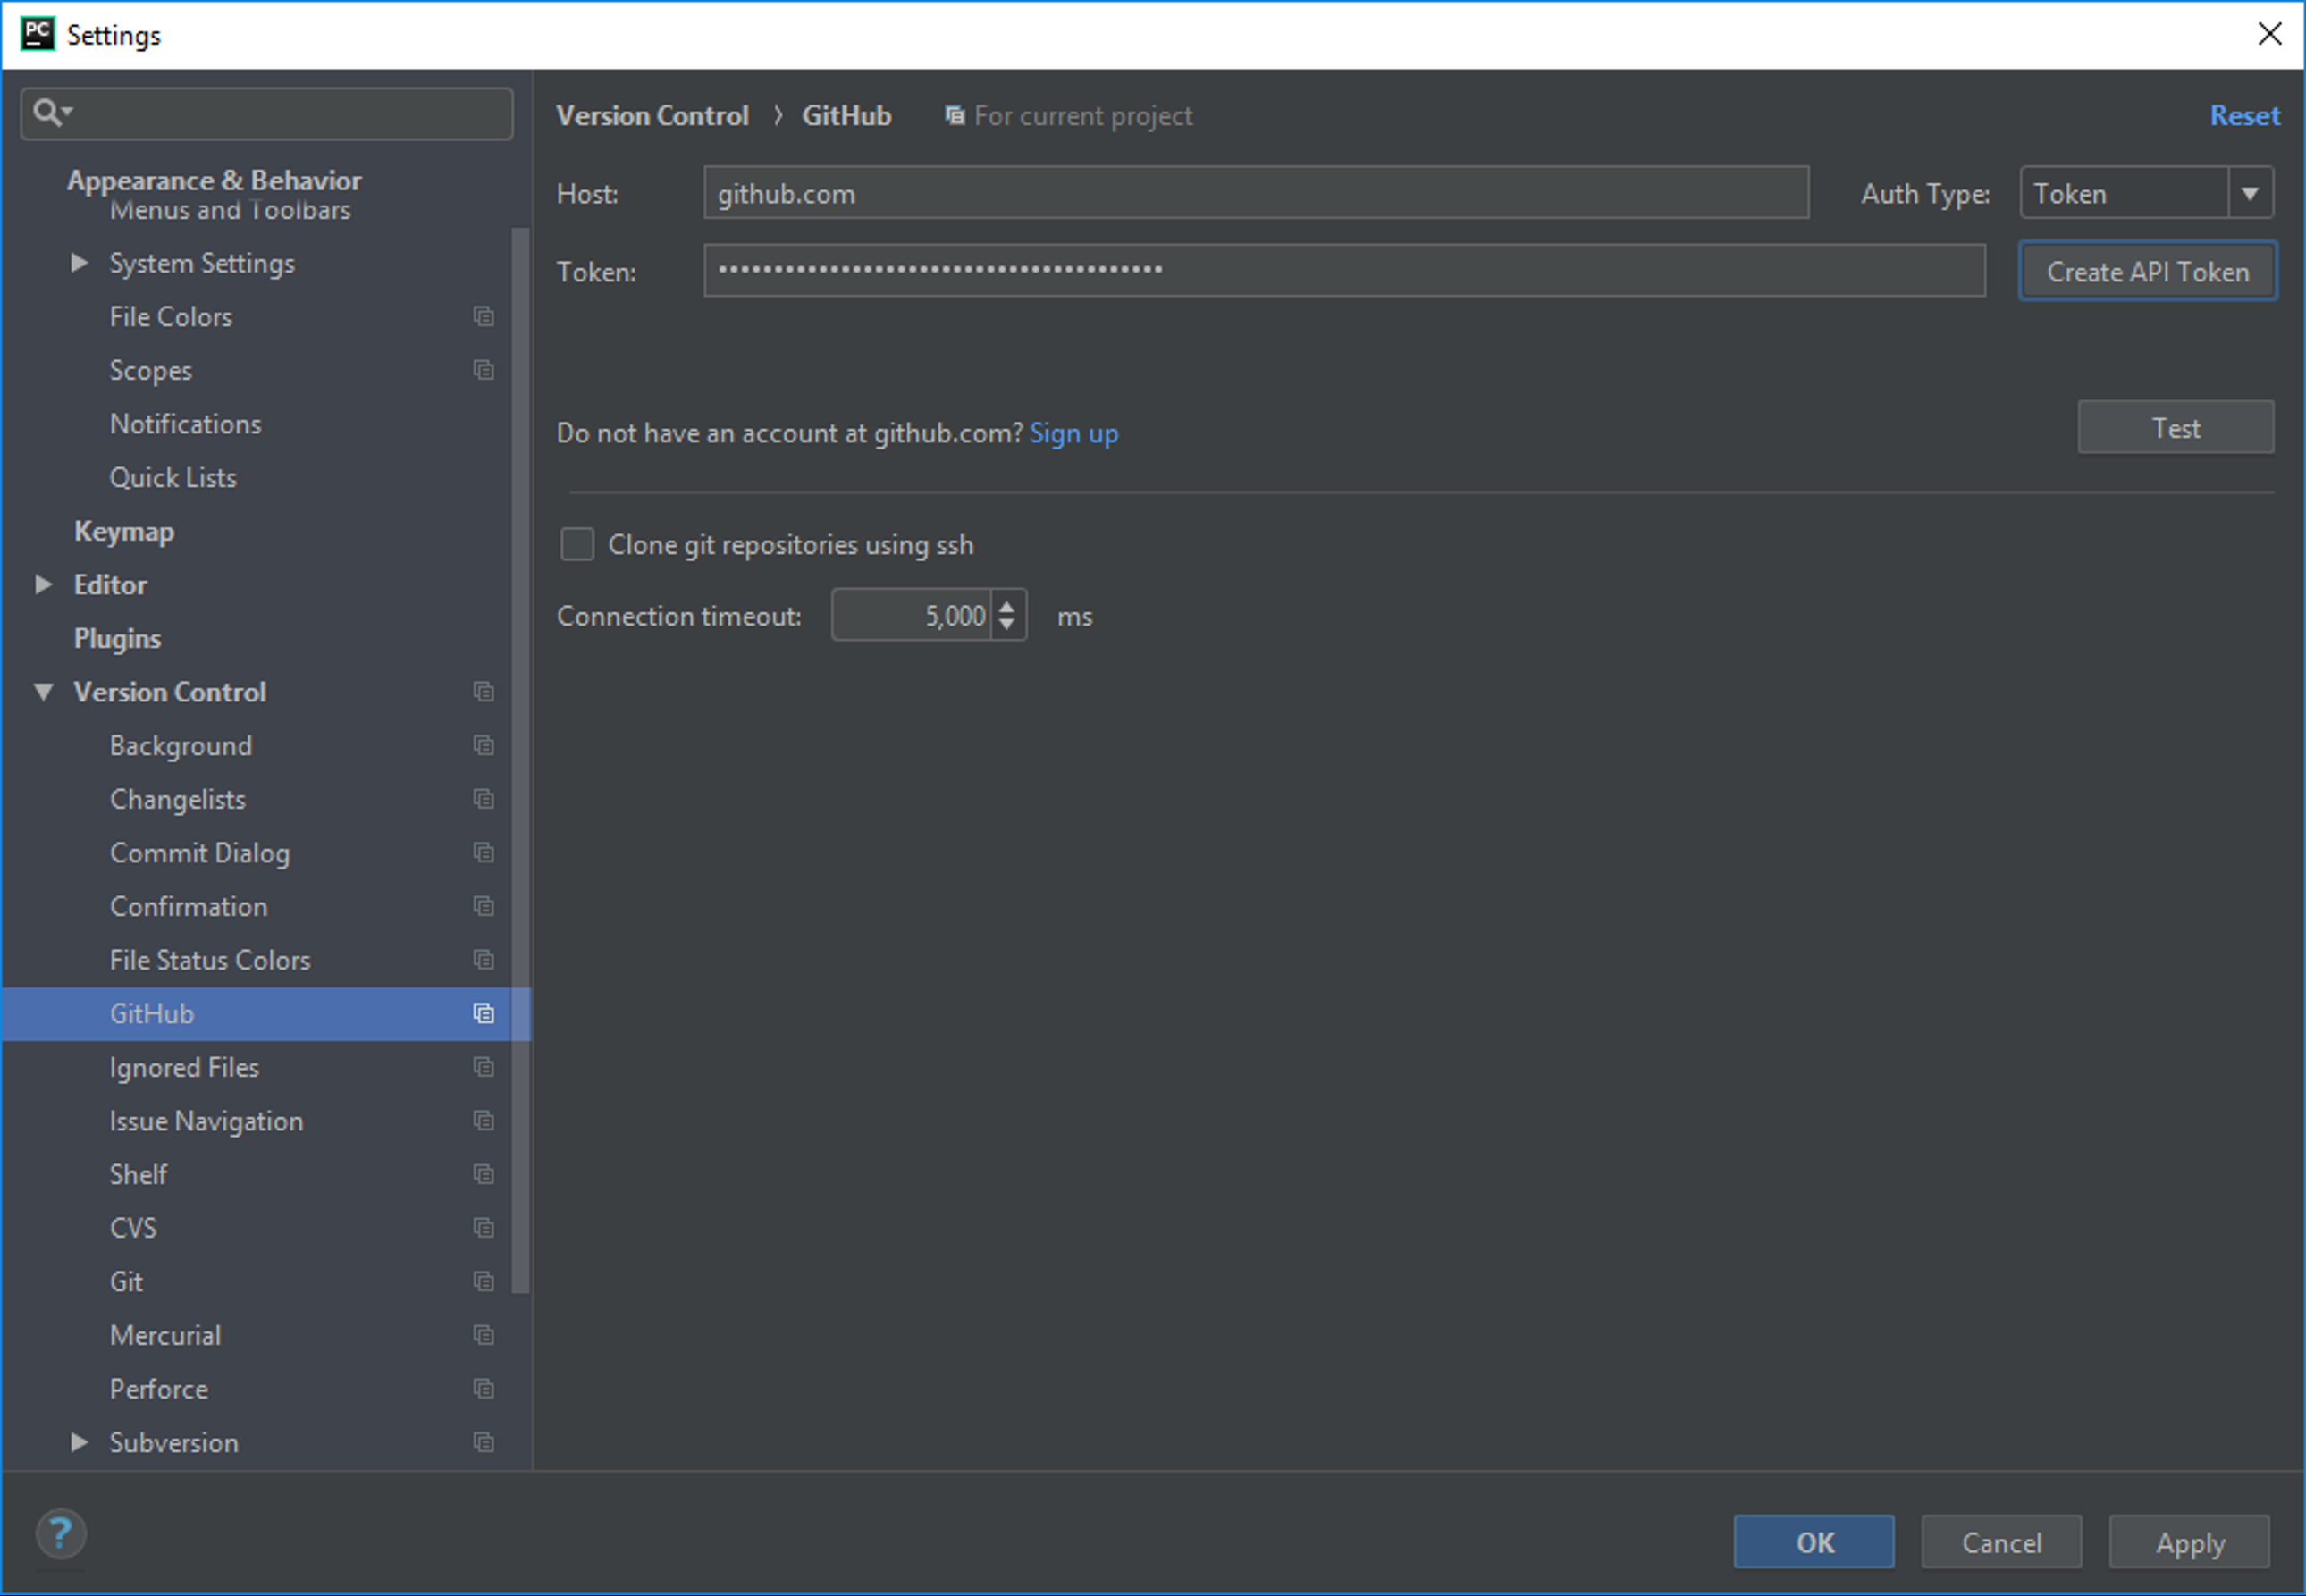 PC Settings
Appearance & Behavior
Menus and Toolbars
System Settings
File Colors
Scopes
Notifications
Quick Lists
Keymap
Editor
Plugins
Version Control
Background
Changelists
Commit Dialog
Confirmation
File Status Colors
GitHub
Ignored Files
Issue Navigation
Shelf
CVS
Git
Mercurial
Perforce
Subversion
Version Control › GitHub For current project Reset
Host: github.com Auth Type: Token
Token: •••••••••••••••••••••••••••••••••••••••• Create API Token
Do not have an account at github.com? Sign up Test
Clone git repositories using ssh
Connection timeout: 5,000 ms
? OK Cancel Apply